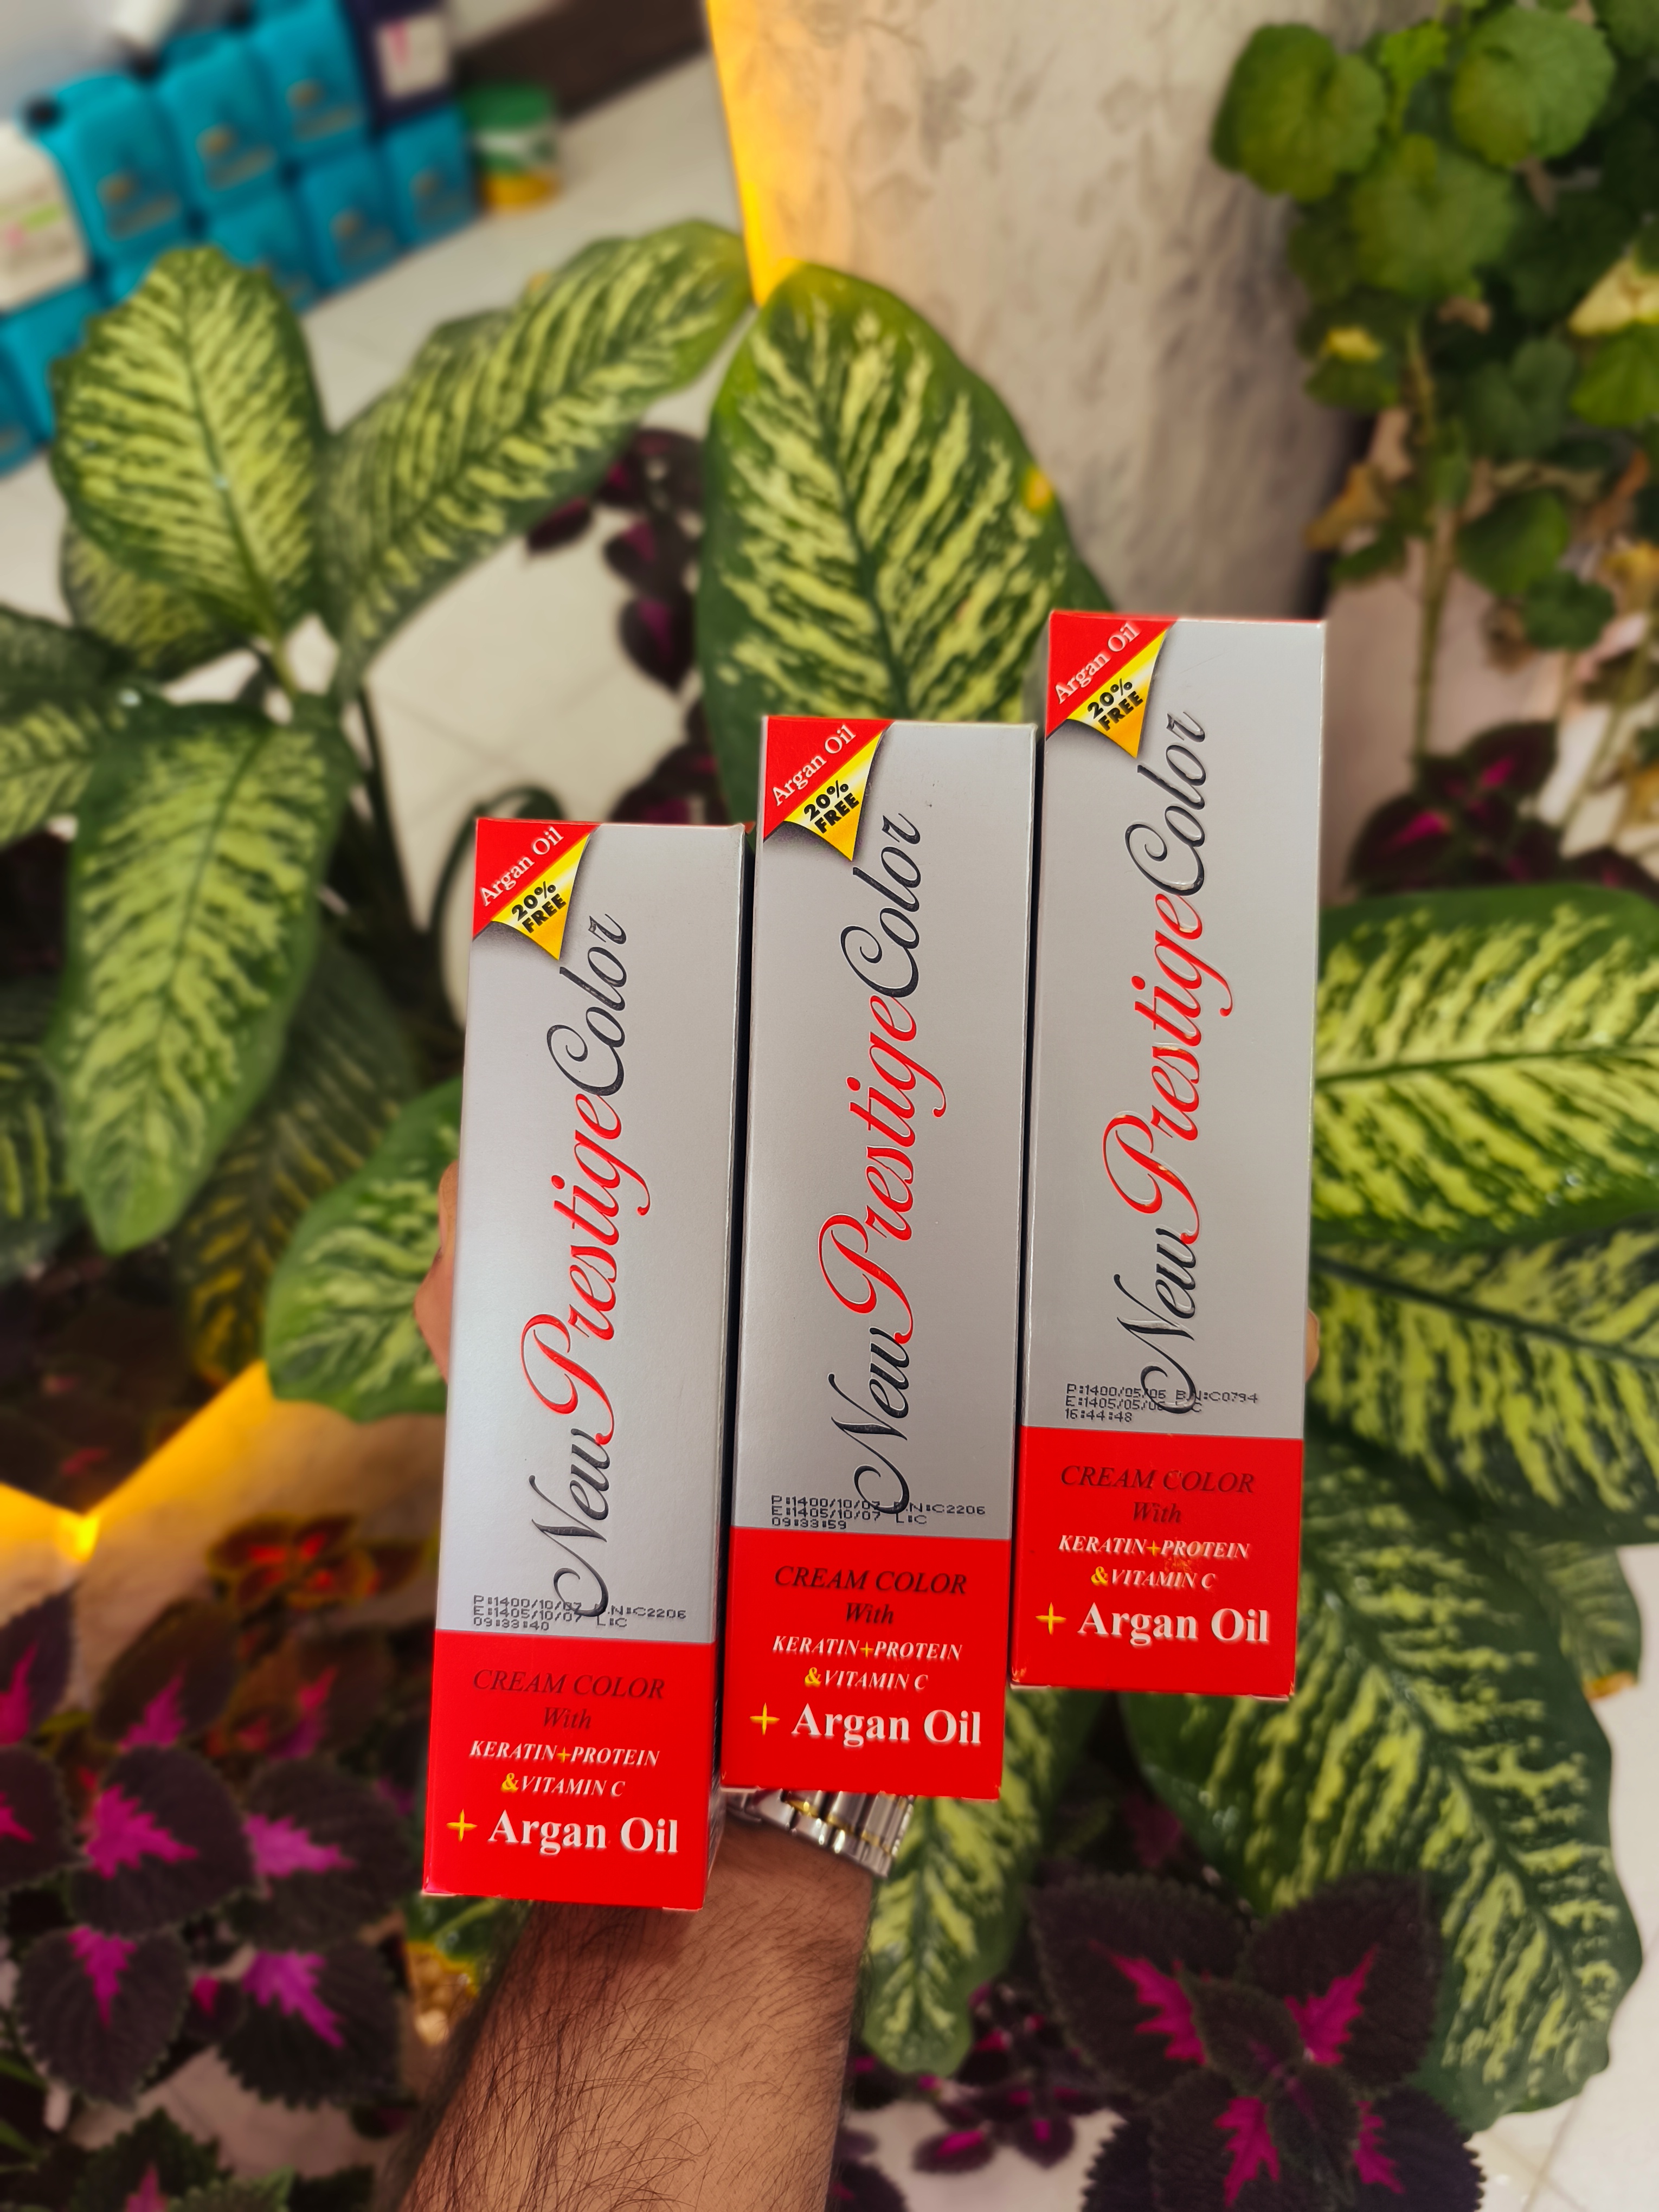 Argan Oil
20%
FREE
New Prestige Color
P:1400/10/07 B.N:C2206
E:1405/10/07 L:C
09:33:40
CREAM COLOR
With
KERATIN+PROTEIN
&VITAMIN C
+ Argan Oil
Argan Oil
20%
FREE
New Prestige Color
P:1400/10/07 B.N:C2206
E:1405/10/07 L:C
09:33:59
CREAM COLOR
With
KERATIN+PROTEIN
&VITAMIN C
+ Argan Oil
Argan Oil
20%
FREE
New Prestige Color
P:1400/05/06 B.N:C0794
E:1405/05/06 L:C
16:44:48
CREAM COLOR
With
KERATIN+PROTEIN
&VITAMIN C
+ Argan Oil